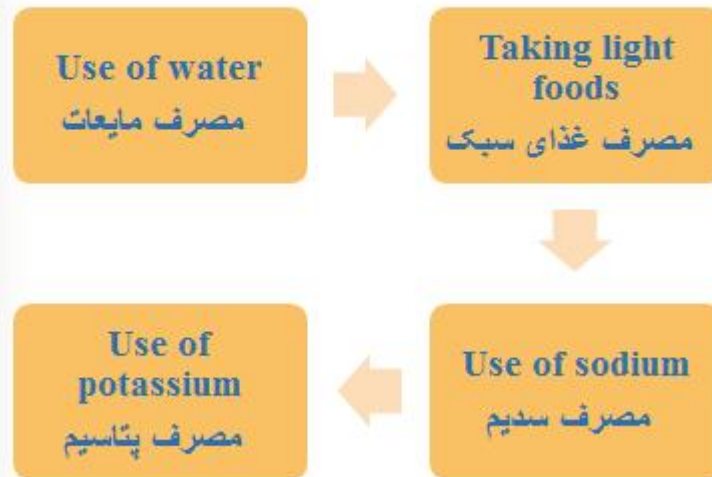 Use of water
مصرف مایعات
Taking light
foods
مصرف غذای سبک
Use of sodium
مصرف سدیم
Use of
potassium
مصرف پتاسیم